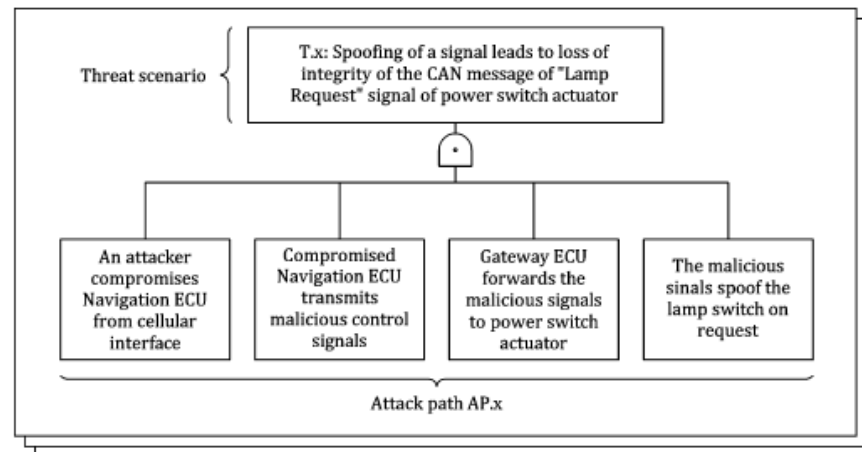 T.x: Spoofing of a signal leads to loss of
integrity of the CAN message of "Lamp
Request" signal of power switch actuator
Threat scenario
An attacker
compromises
Navigation ECU
from cellular
interface
Compromised
Navigation ECU
transmits
malicious control
signals
Gateway ECU
forwards the
malicious signals
to power switch
actuator
The malicious
sinals spoof the
lamp switch on
request
Attack path AP.x